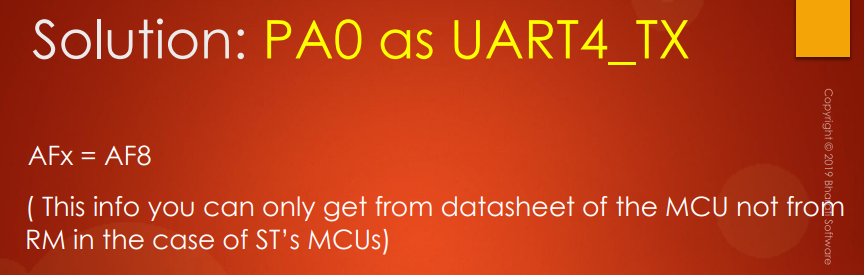 Solution: PA0 as UART4_TX
AFx = AF8
( This info you can only get from datasheet of the MCU not from
RM in the case of ST’s MCUs)
Copyright © 2019 Bharati Software